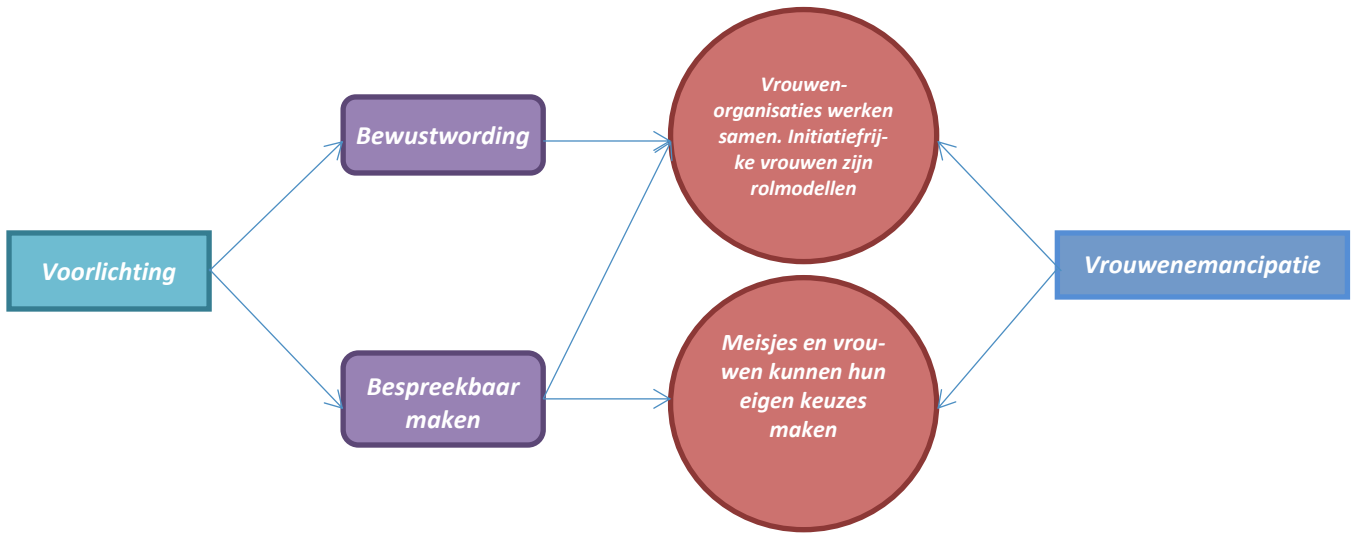 Voorlichting
Bewustwording
Bespreekbaar
maken
Vrouwen-
organisaties werken
samen. Initiatiefrij-
ke vrouwen zijn
rolmodellen
Meisjes en vrou-
wen kunnen hun
eigen keuzes
maken
Vrouwenemancipatie